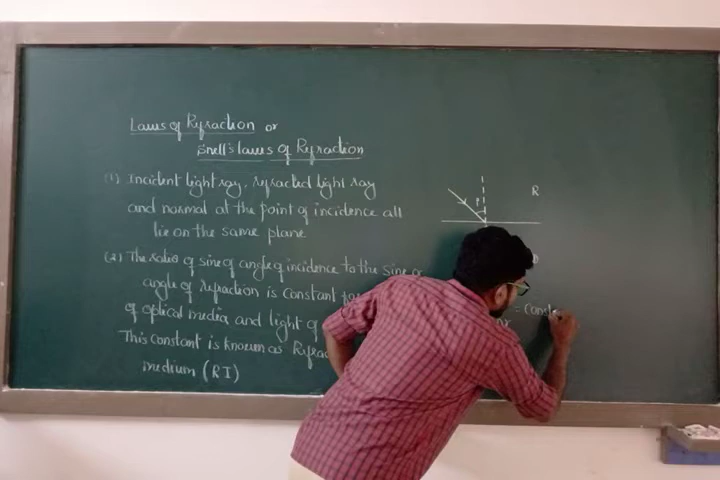 Laws of Refraction or
Snell's laws of Refraction
(1) Incident light ray, refracted light ray
and normal at the point of incidence all
lie on the same plane
(2) The ratio of sine of angle of incidence to the sine of
angle of refraction is constant
of optical media and light of
This constant is known as
medium (RI)
i
R
D
= const